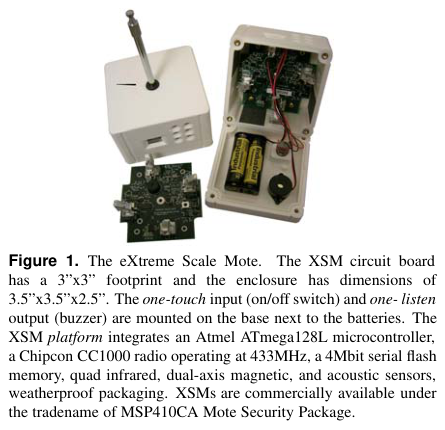 Figure 1. The eXtreme Scale Mote. The XSM circuit board
has a 3”x3” footprint and the enclosure has dimensions of
3.5”x3.5”x2.5”. The one-touch input (on/off switch) and one- listen
output (buzzer) are mounted on the base next to the batteries. The
XSM platform integrates an Atmel ATmega128L microcontroller,
a Chipcon CC1000 radio operating at 433MHz, a 4Mbit serial flash
memory, quad infrared, dual-axis magnetic, and acoustic sensors,
weatherproof packaging. XSMs are commercially available under
the tradename of MSP410CA Mote Security Package.